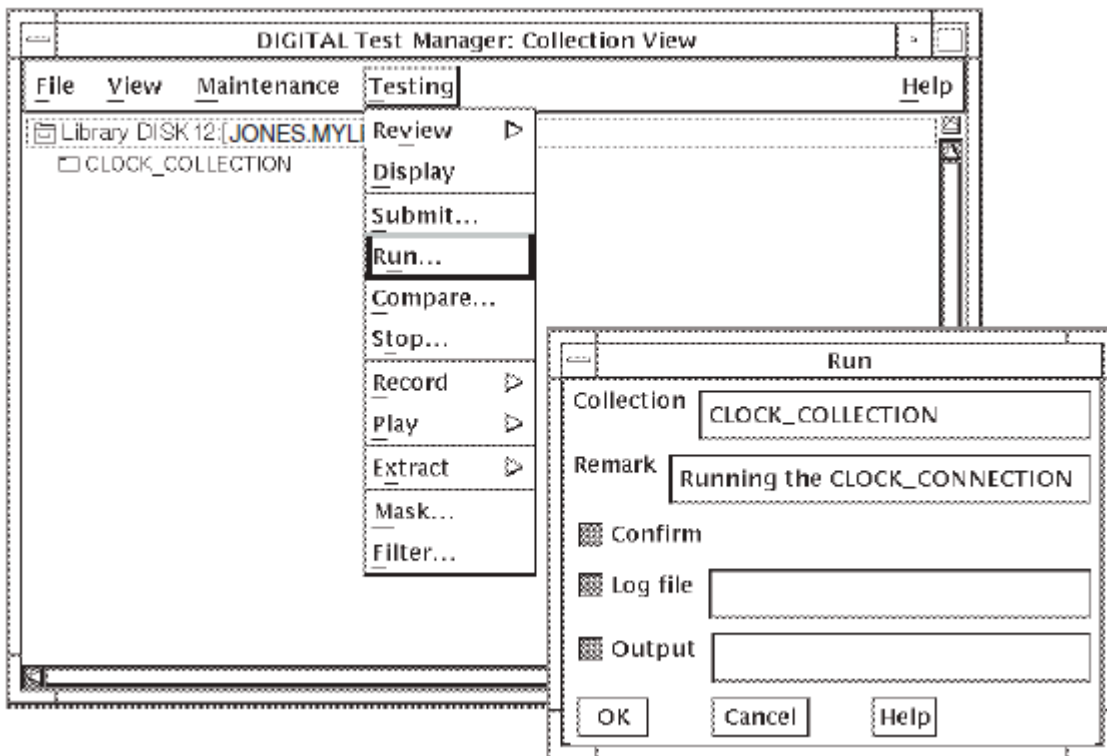 DIGITAL Test Manager: Collection View
File View Maintenance Testing Help
Library DISK12:[JONES.MYLI
CLOCK_COLLECTION
Review
Display
Submit...
Run...
Compare...
Stop...
Record
Play
Extract
Mask...
Filter...
Run
Collection CLOCK_COLLECTION
Remark Running the CLOCK_CONNECTION
Confirm
Log file
Output
OK Cancel Help